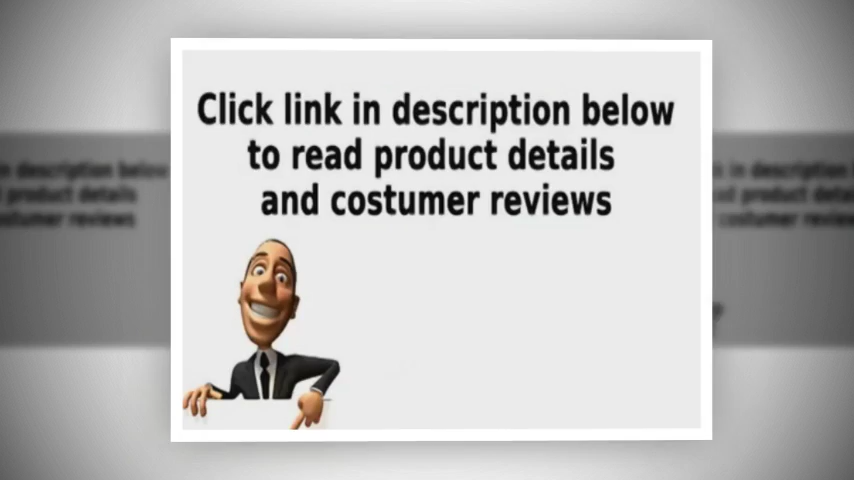 Click link in description below
to read product details
and costumer reviews